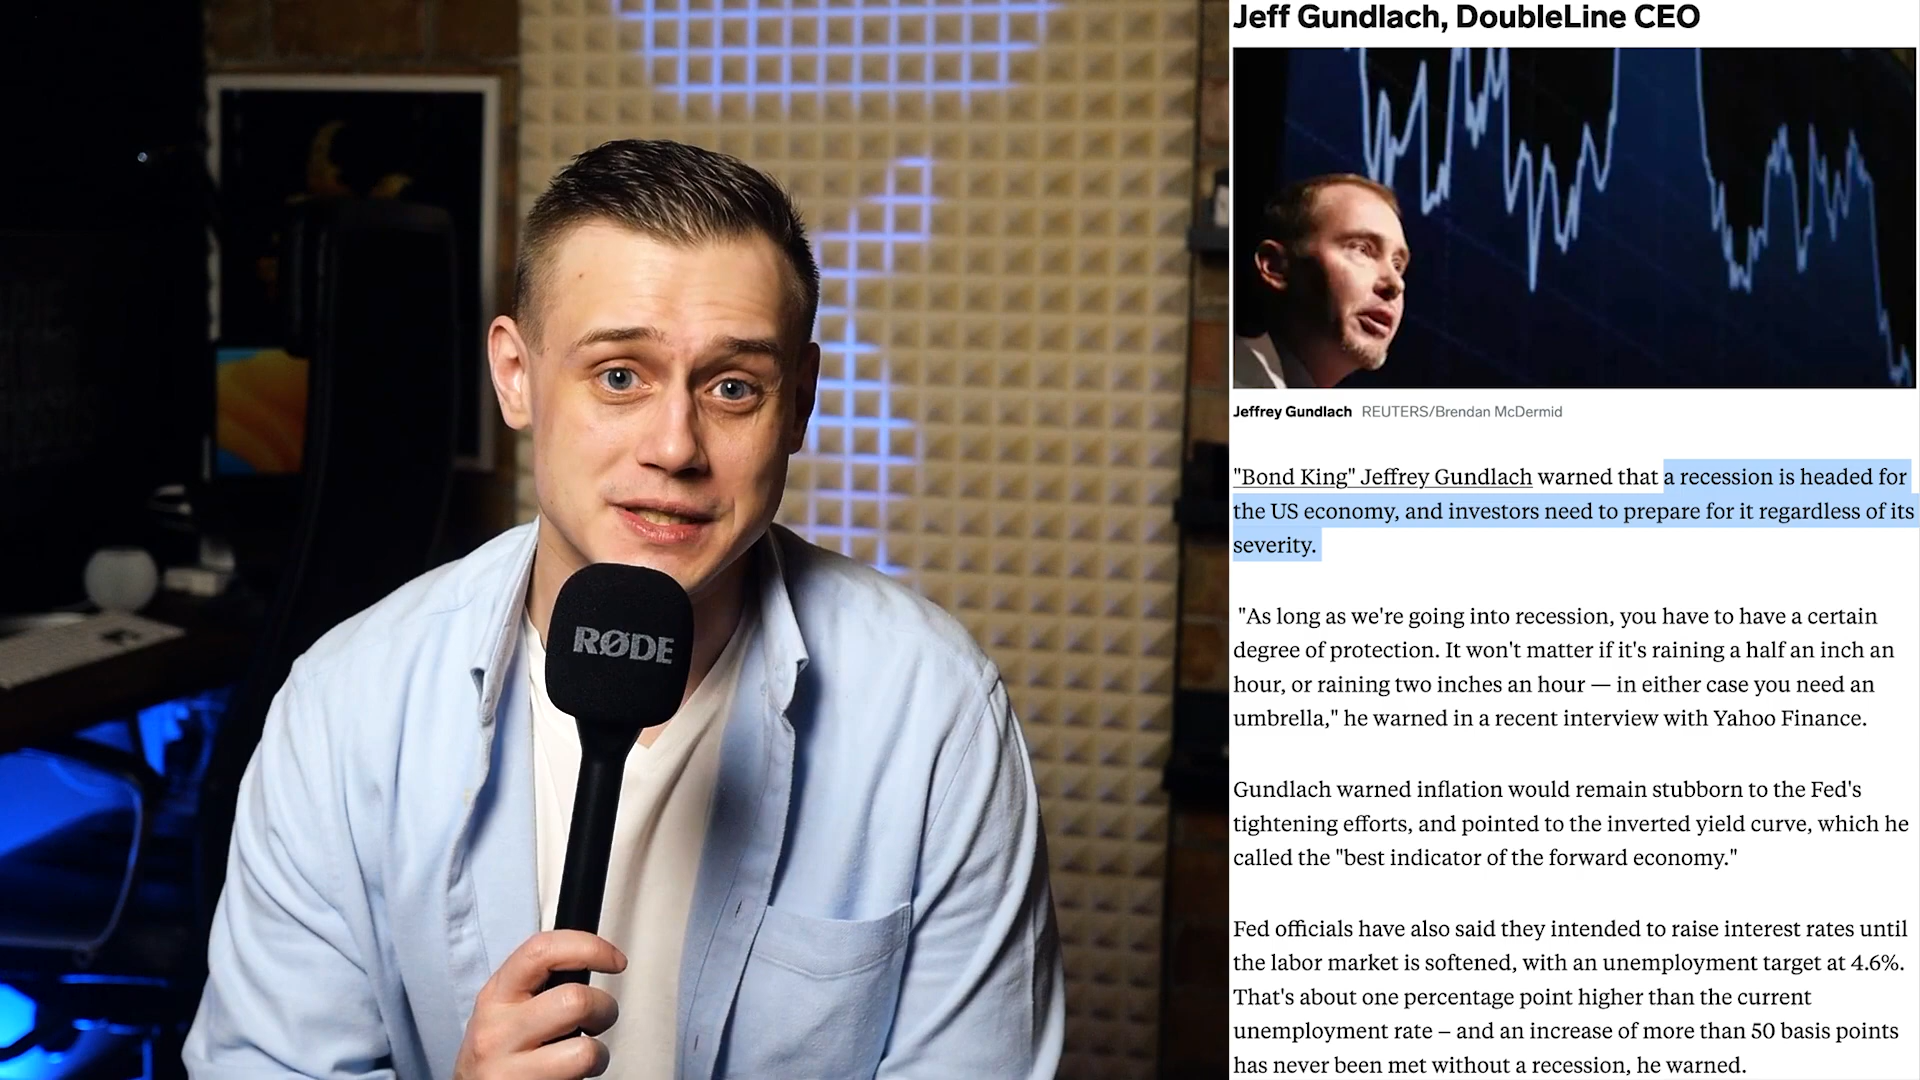 RØDE
Jeff Gundlach, DoubleLine CEO
Jeffrey Gundlach REUTERS/Brendan McDermid
"Bond King" Jeffrey Gundlach warned that a recession is headed for
the US economy, and investors need to prepare for it regardless of its
severity.
"As long as we're going into recession, you have to have a certain
degree of protection. It won't matter if it's raining a half an inch an
hour, or raining two inches an hour — in either case you need an
umbrella," he warned in a recent interview with Yahoo Finance.
Gundlach warned inflation would remain stubborn to the Fed's
tightening efforts, and pointed to the inverted yield curve, which he
called the "best indicator of the forward economy."
Fed officials have also said they intended to raise interest rates until
the labor market is softened, with an unemployment target at 4.6%.
That's about one percentage point higher than the current
unemployment rate – and an increase of more than 50 basis points
has never been met without a recession, he warned.